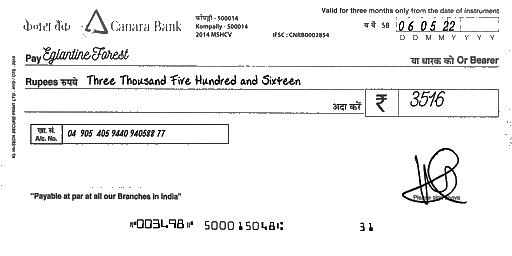 केनरा बैंक Canara Bank
कोंपल्ली - 500014
Kompally - 500014
2014 MSHCV
IFSC : CNRB0002854
Valid for three months only from the date of instrument
SB 06 05 22
D D M M Y Y Y Y
Pay Eglantine Forest
या धारक को Or Bearer
Rupees रुपये Three Thousand Five Hundred and Sixteen
अदा करें ₹ 3516
खा. सं.
A/c. No. 04 905 405 9440 940588 77
Please sign above
"Payable at par at all our Branches in India"
⑈003498⑈ 500015048⑆ 31